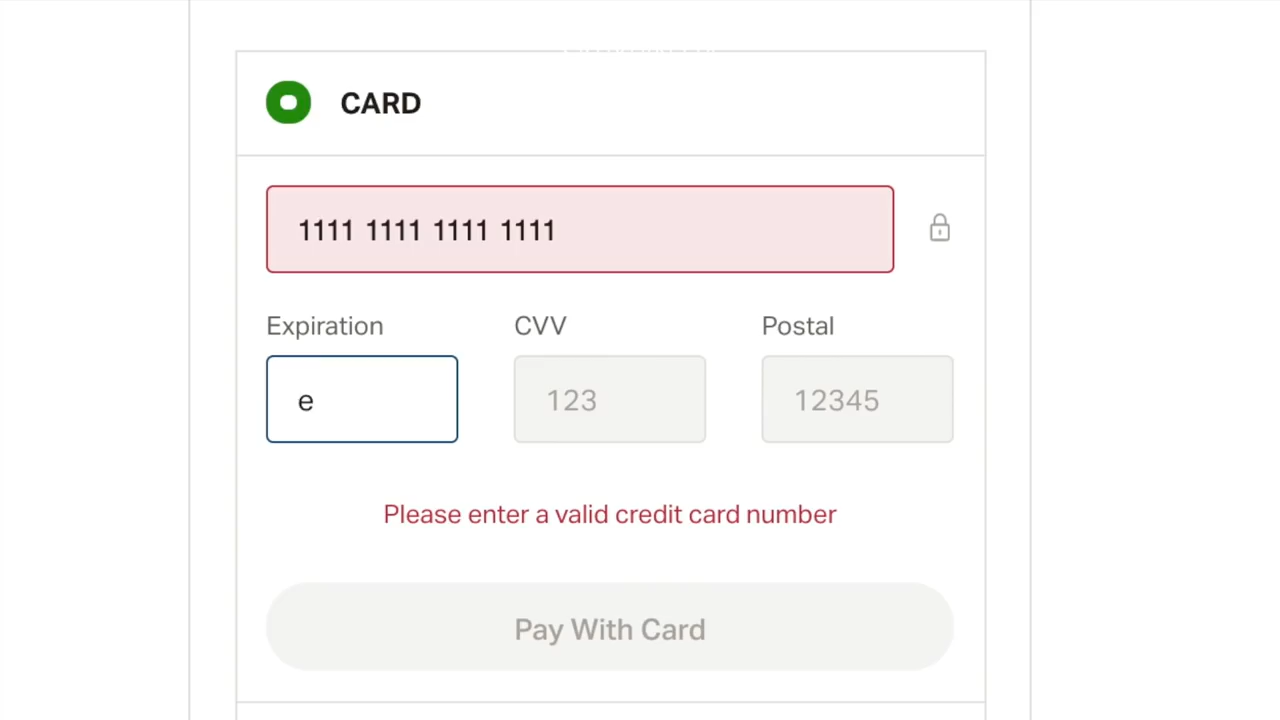 CARD
1111 1111 1111 1111
Expiration CVV Postal
e 123 12345
Please enter a valid credit card number
Pay With Card